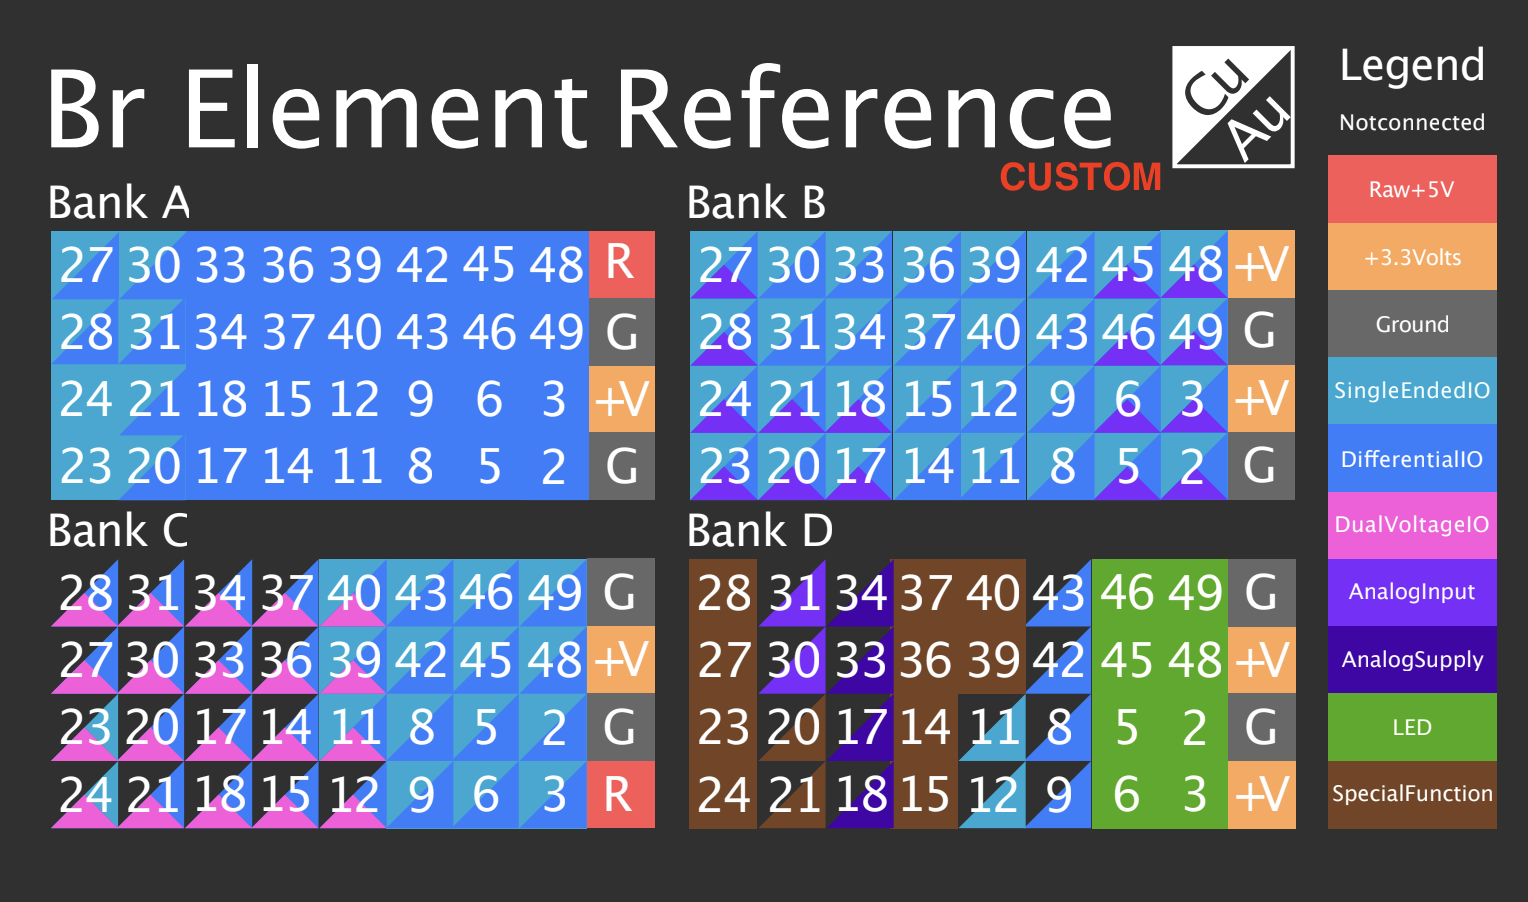 Br Element Reference
CUSTOM
Cu
Au
Bank A
27 30 33 36 39 42 45 48 R
28 31 34 37 40 43 46 49 G
24 21 18 15 12 9 6 3 +V
23 20 17 14 11 8 5 2 G
Bank B
27 30 33 36 39 42 45 48 +V
28 31 34 37 40 43 46 49 G
24 21 18 15 12 9 6 3 +V
23 20 17 14 11 8 5 2 G
Bank C
28 31 34 37 40 43 46 49 G
27 30 33 36 39 42 45 48 +V
23 20 17 14 11 8 5 2 G
24 21 18 15 12 9 6 3 R
Bank D
28 31 34 37 40 43 46 49 G
27 30 33 36 39 42 45 48 +V
23 20 17 14 11 8 5 2 G
24 21 18 15 12 9 6 3 +V
Legend
Notconnected
Raw+5V
+3.3Volts
Ground
SingleEndedIO
DifferentialIO
DualVoltageIO
AnalogInput
AnalogSupply
LED
SpecialFunction